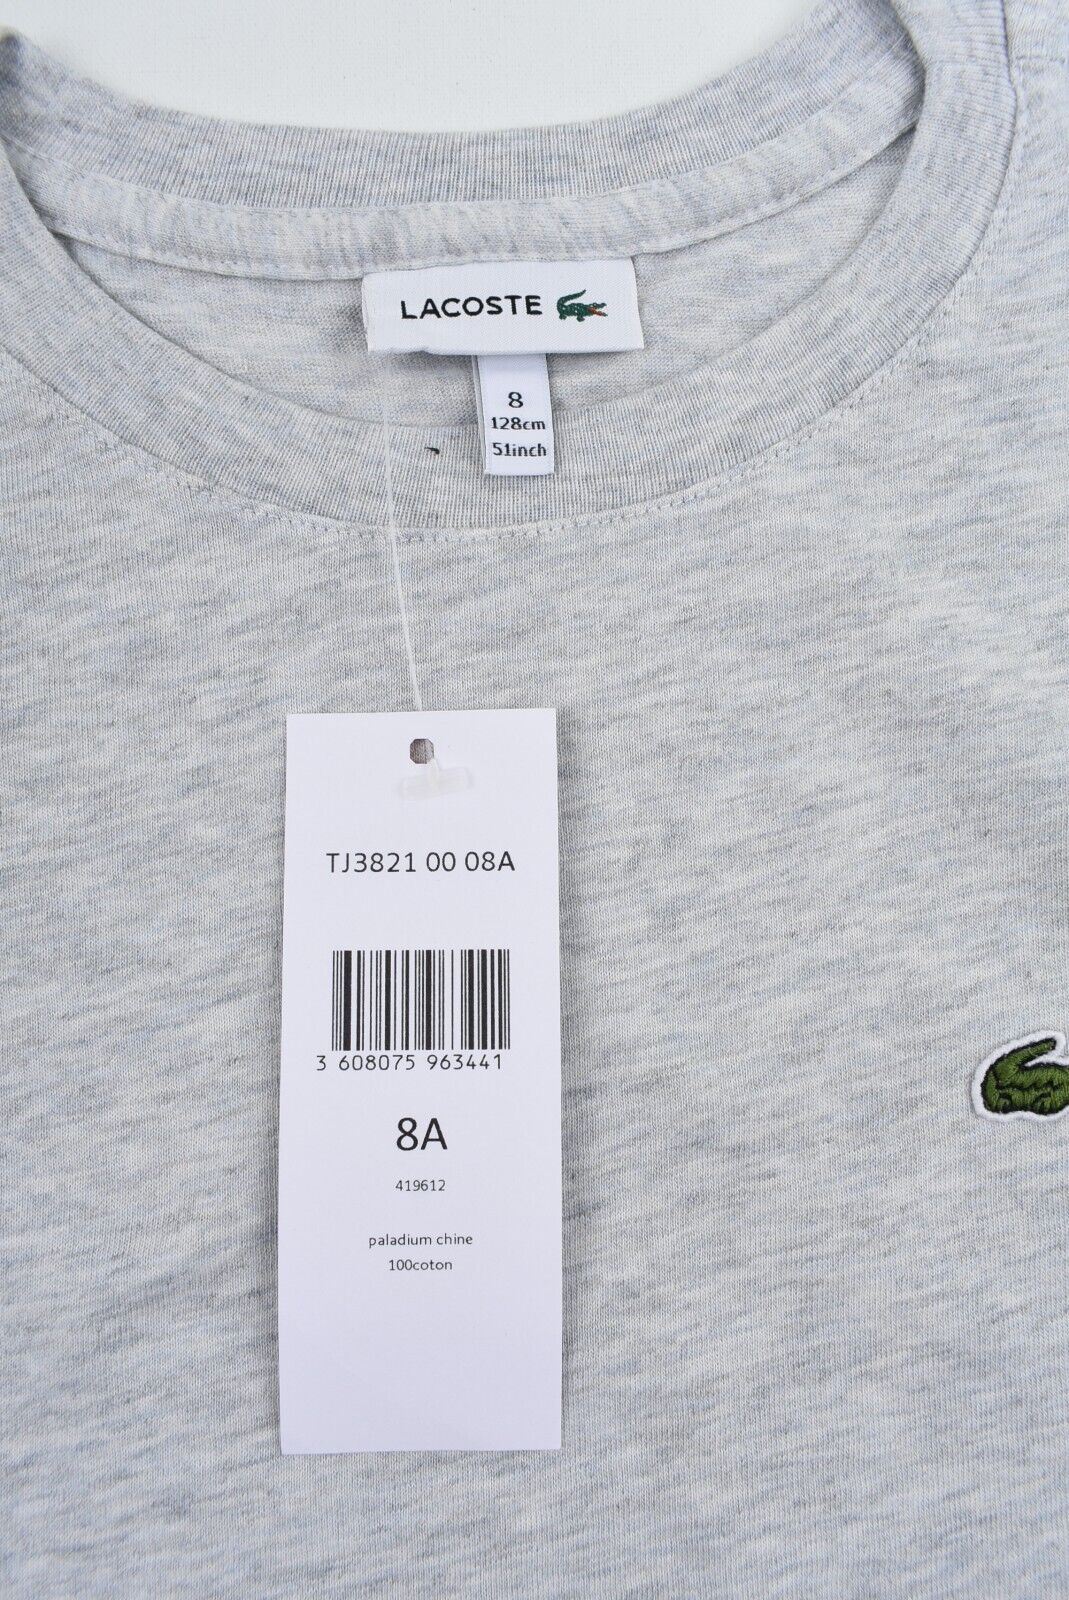 LACOSTE
8
128cm
51inch
TJ3821 00 08A
3 608075 963441
8A
419612
paladium chine
100coton